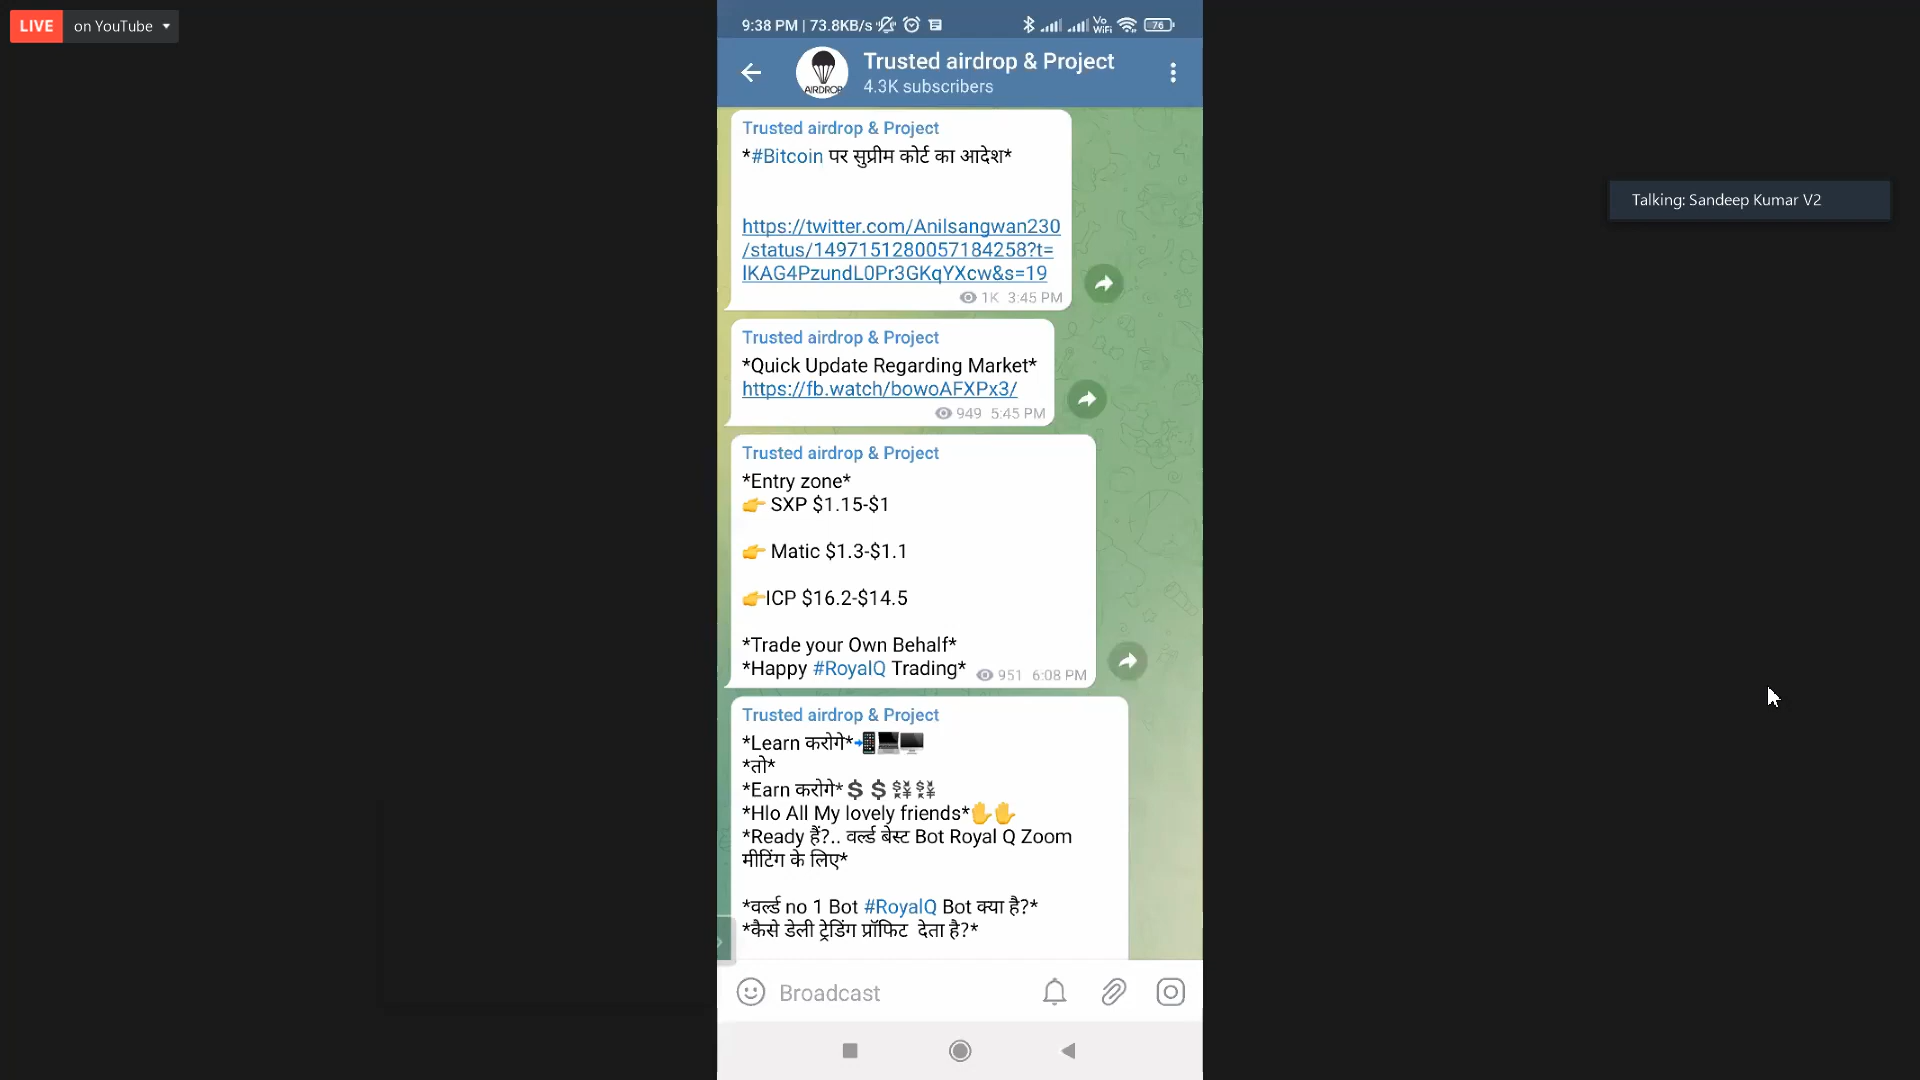 LIVE on YouTube
9:38 PM | 73.8KB/s
Vo WiFi 76
AIRDROP
Trusted airdrop & Project
4.3K subscribers
Talking: Sandeep Kumar V2
Trusted airdrop & Project
*#Bitcoin पर सुप्रीम कोर्ट का आदेश*
https://twitter.com/Anilsangwan230
/status/1497151280057184258?t=
lKAG4PzundL0Pr3GKqYXcw&s=19
1K 3:45 PM
Trusted airdrop & Project
*Quick Update Regarding Market*
https://fb.watch/bowoAFXPx3/
949 5:45 PM
Trusted airdrop & Project
*Entry zone*
👉 SXP $1.15-$1
👉 Matic $1.3-$1.1
👉ICP $16.2-$14.5
*Trade your Own Behalf*
*Happy #RoyalQ Trading* 951 6:08 PM
Trusted airdrop & Project
*Learn करोगे*📲💻🖥
*तो*
*Earn करोगे*💲💲💱💱
*Hlo All My lovely friends*✋✋
*Ready हैं?.. वर्ल्ड बेस्ट Bot Royal Q Zoom
मीटिंग के लिए*
*वर्ल्ड no 1 Bot #RoyalQ Bot क्या है?*
*कैसे डेली ट्रेडिंग प्रॉफिट देता है?*
Broadcast